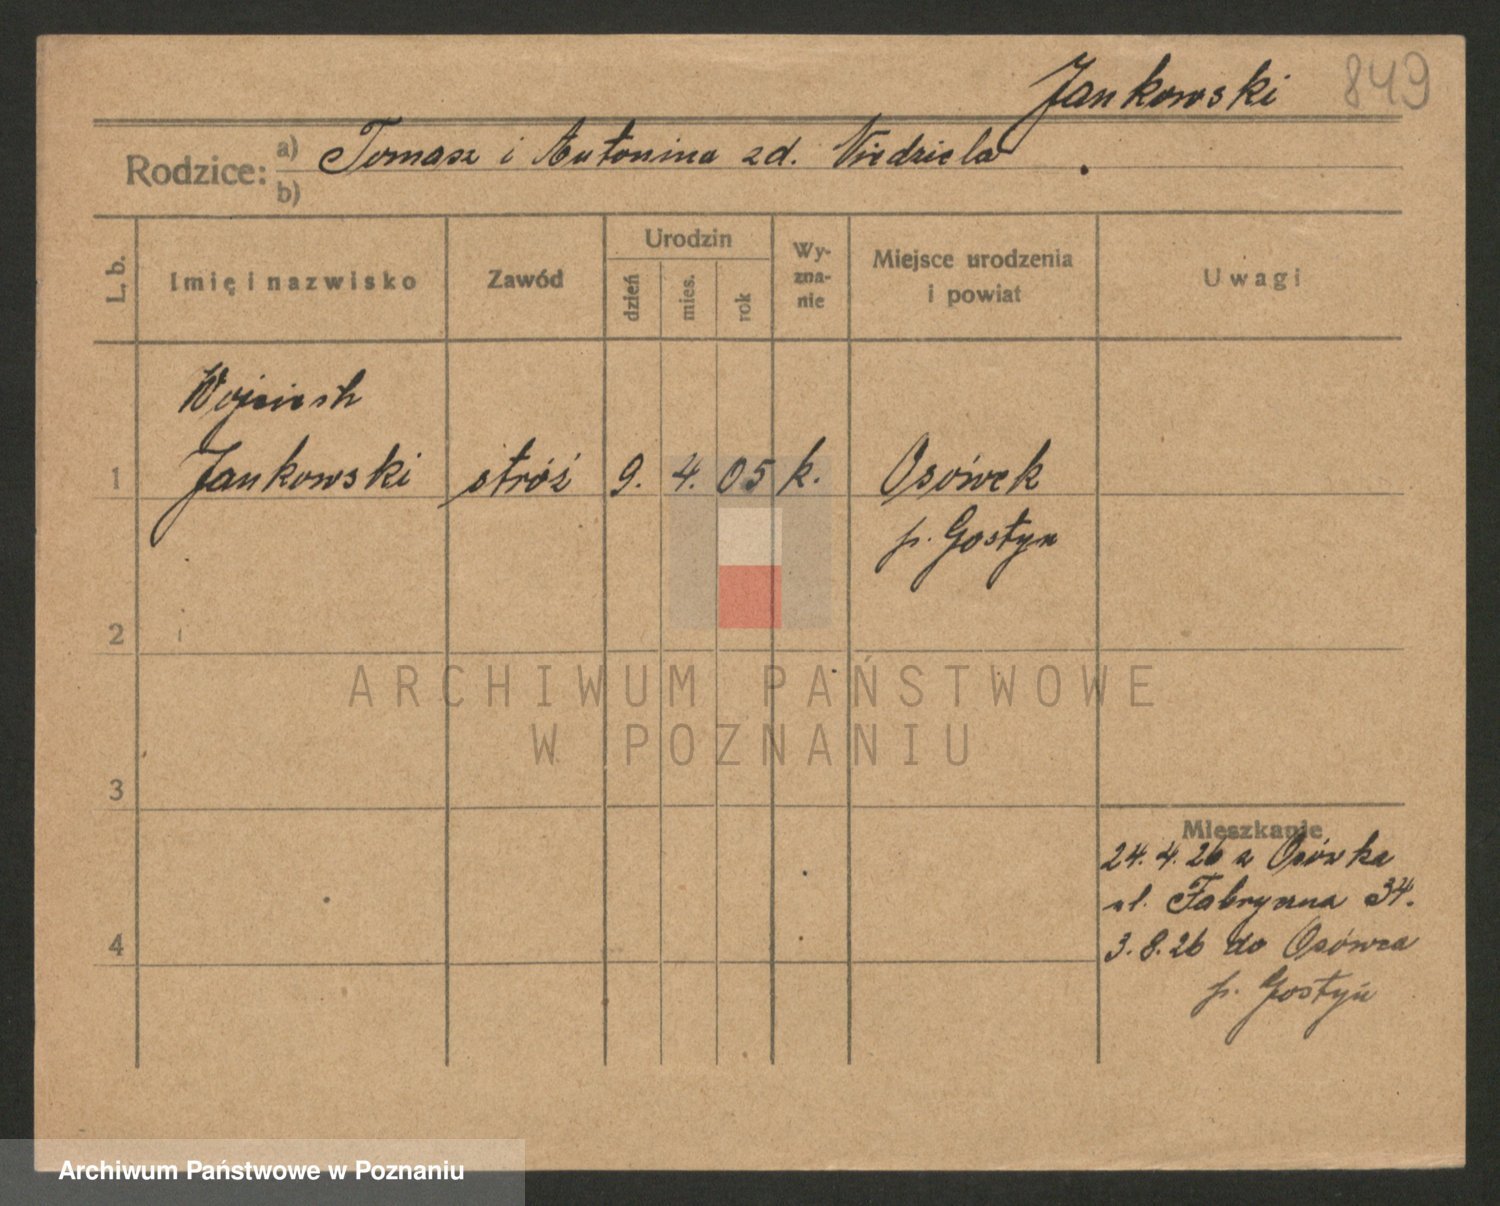 Jankowski 849
Rodzice: a) Tomasz i Antonina zd. Niedziela.
b)
L. b.
Imię i nazwisko
Zawód
Urodzin
dzień
mies.
rok
Wy-
zna-
nie
Miejsce urodzenia
i powiat
Uwagi
Wojciech
1 Jankowski stróż 9. 4. 05 k. Osówek
p. Gostyn
2
3
Mieszkanie
24. 4. 26 z Osówka
ul. Fabryczna 34.
4 3. 8. 26 do Osówca
p. Gostyń
ARCHIWUM PAŃSTWOWE
W POZNANIU
Archiwum Państwowe w Poznaniu